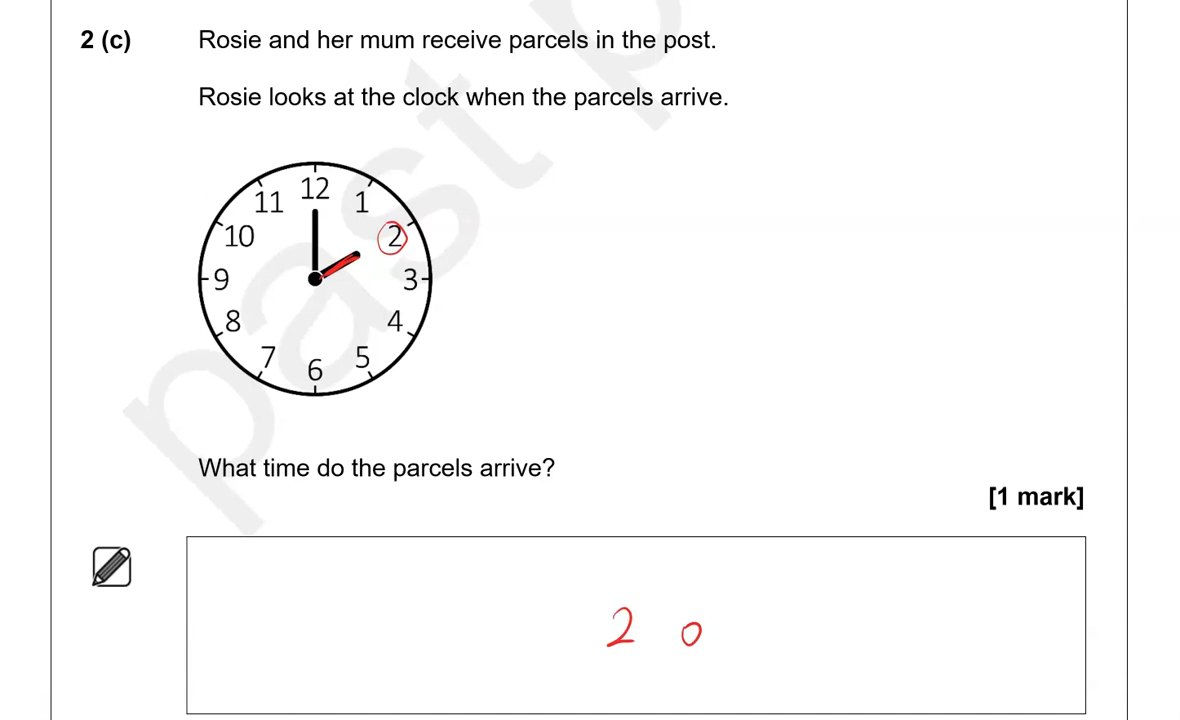 2 (c) Rosie and her mum receive parcels in the post.
Rosie looks at the clock when the parcels arrive.
12
11 1
10 2
9 3
8 4
7 5
6
What time do the parcels arrive?
[1 mark]
2 o
past p